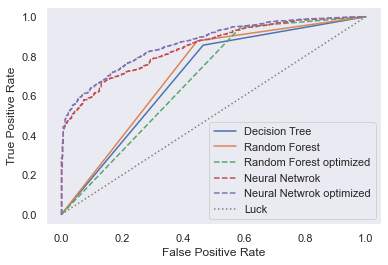 1.0
0.8
0.6
0.4
0.2
0.0
True Positive Rate
Decision Tree
Random Forest
Random Forest optimized
Neural Netwrok
Neural Netwrok optimized
Luck
0.0 0.2 0.4 0.6 0.8 1.0
False Positive Rate